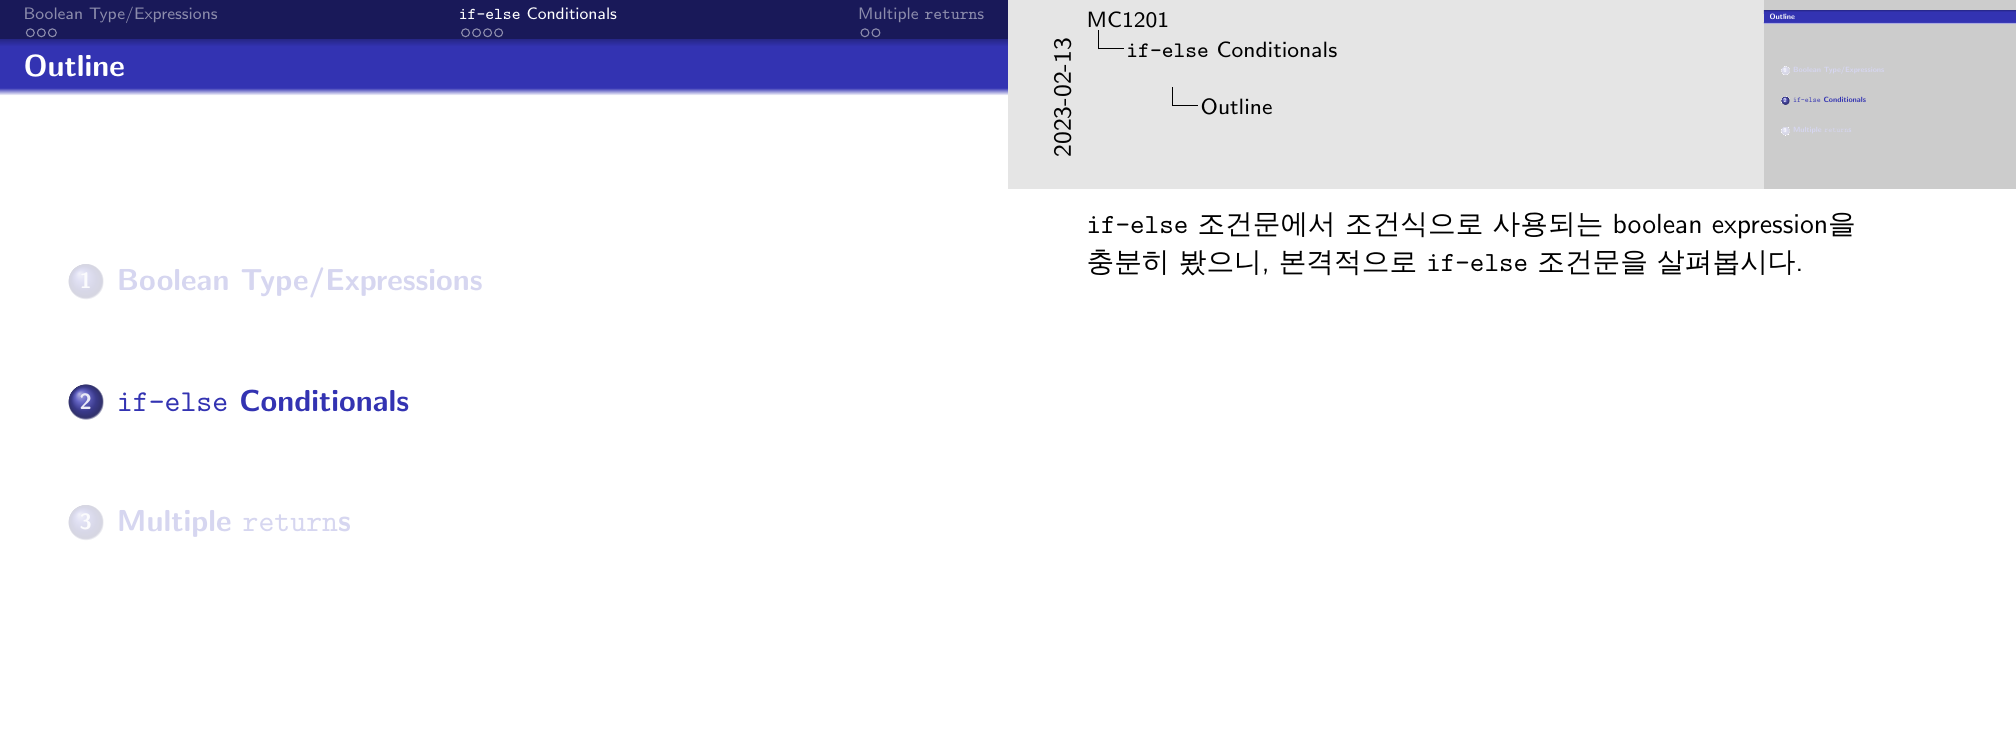 Boolean Type/Expressions
if-else Conditionals
Multiple returns
Outline
1 Boolean Type/Expressions
2 if-else Conditionals
3 Multiple returns
2023-02-13
MC1201
if-else Conditionals
Outline
Outline
Boolean Type/Expressions
if-else Conditionals
Multiple returns
if-else 조건문에서 조건식으로 사용되는 boolean expression을
충분히 봤으니, 본격적으로 if-else 조건문을 살펴봅시다.